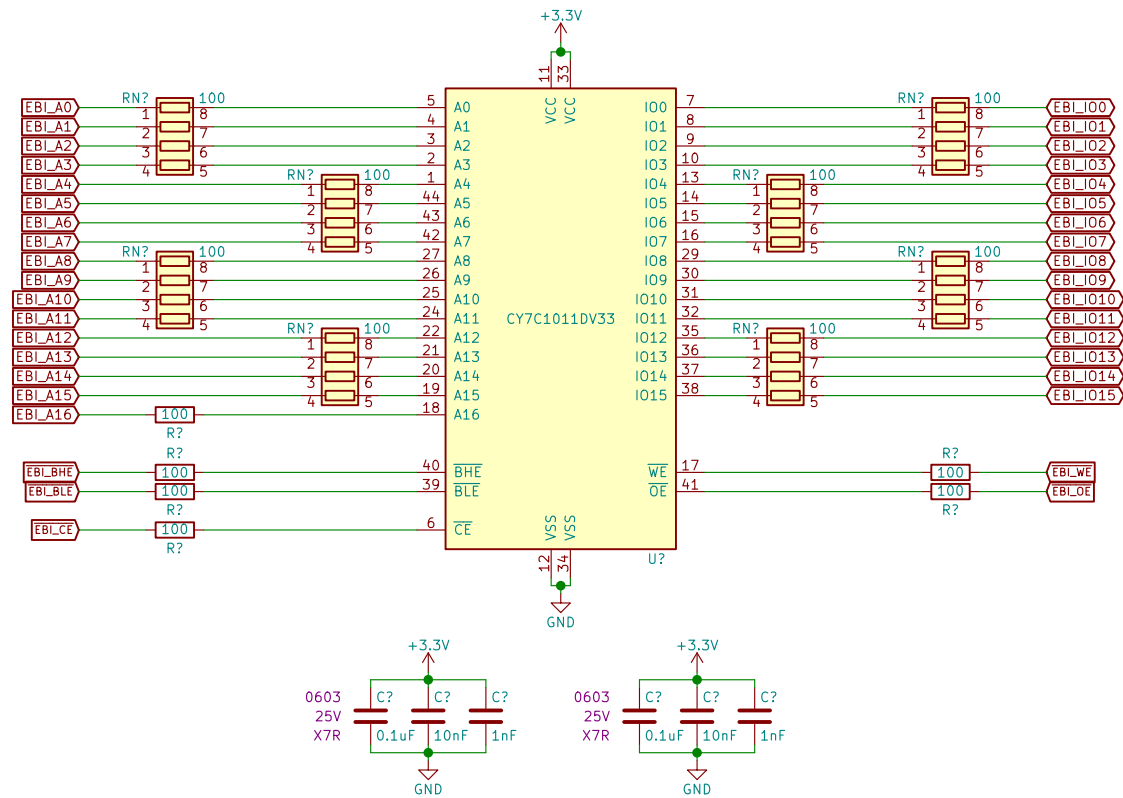 +3.3V
11 33
VCC VCC
RN? 100 RN? 100
EBI_A0 1 8 5 A0 IO0 7 1 8 EBI_IO0
EBI_A1 2 7 4 A1 IO1 8 2 7 EBI_IO1
EBI_A2 3 6 3 A2 IO2 9 3 6 EBI_IO2
EBI_A3 4 5 2 A3 IO3 10 4 5 EBI_IO3
RN? 100 RN? 100
EBI_A4 1 8 1 A4 IO4 13 1 8 EBI_IO4
EBI_A5 2 7 44 A5 IO5 14 2 7 EBI_IO5
EBI_A6 3 6 43 A6 IO6 15 3 6 EBI_IO6
EBI_A7 4 5 42 A7 IO7 16 4 5 EBI_IO7
RN? 100 RN? 100
EBI_A8 1 8 27 A8 IO8 29 1 8 EBI_IO8
EBI_A9 2 7 26 A9 IO9 30 2 7 EBI_IO9
EBI_A10 3 6 25 A10 IO10 31 3 6 EBI_IO10
EBI_A11 4 5 24 A11 IO11 32 4 5 EBI_IO11
CY7C1011DV33
RN? 100 RN? 100
EBI_A12 1 8 22 A12 IO12 35 1 8 EBI_IO12
EBI_A13 2 7 21 A13 IO13 36 2 7 EBI_IO13
EBI_A14 3 6 20 A14 IO14 37 3 6 EBI_IO14
EBI_A15 4 5 19 A15 IO15 38 4 5 EBI_IO15
EBI_A16 100 18 A16
R?
R? R?
EBI_BHE 100 40 BHE WE 17 100 EBI_WE
EBI_BLE 100 39 BLE OE 41 100 EBI_OE
R? R?
EBI_CE 100 6 CE
R?
VSS VSS
12 34
U?
GND
+3.3V +3.3V
0603 C? C? C? 0603 C? C? C?
25V 25V
X7R 0.1uF 10nF 1nF X7R 0.1uF 10nF 1nF
GND GND